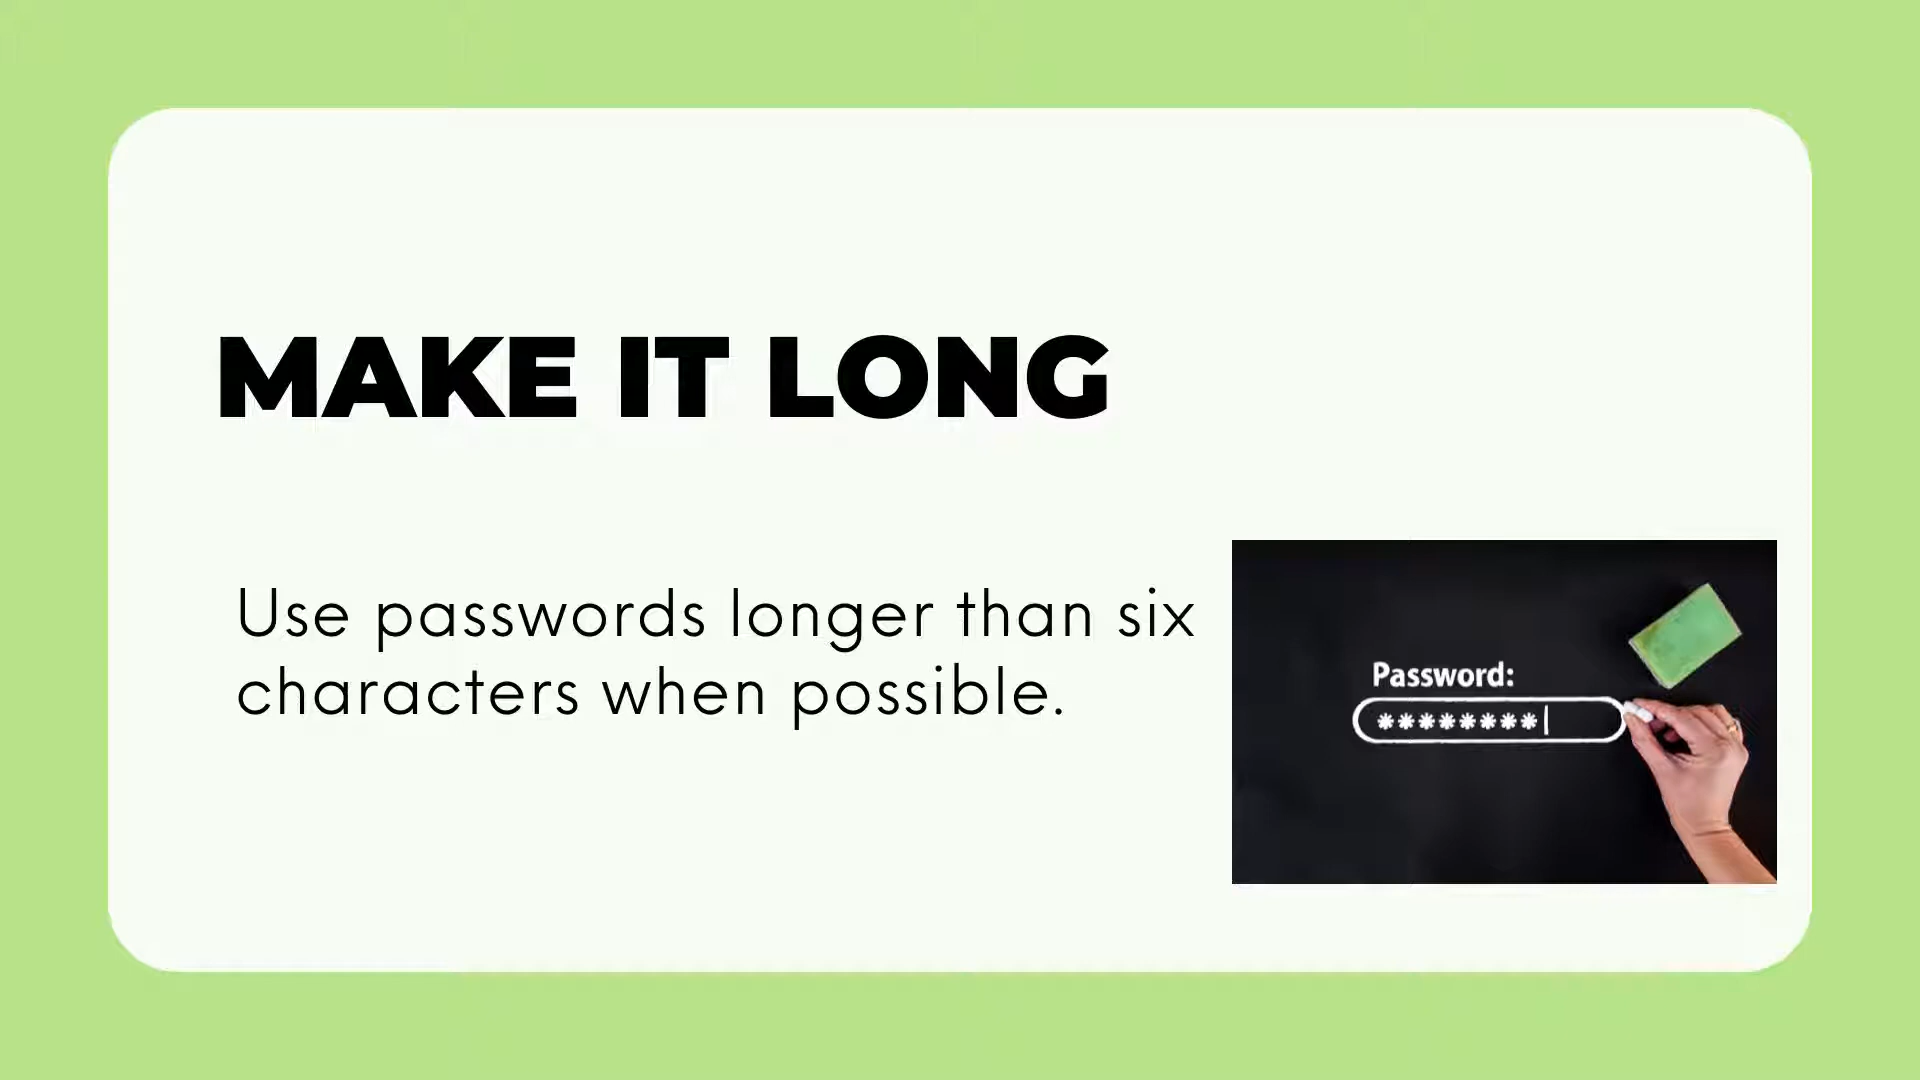 MAKE IT LONG
Use passwords longer than six
characters when possible.
Password:
********|